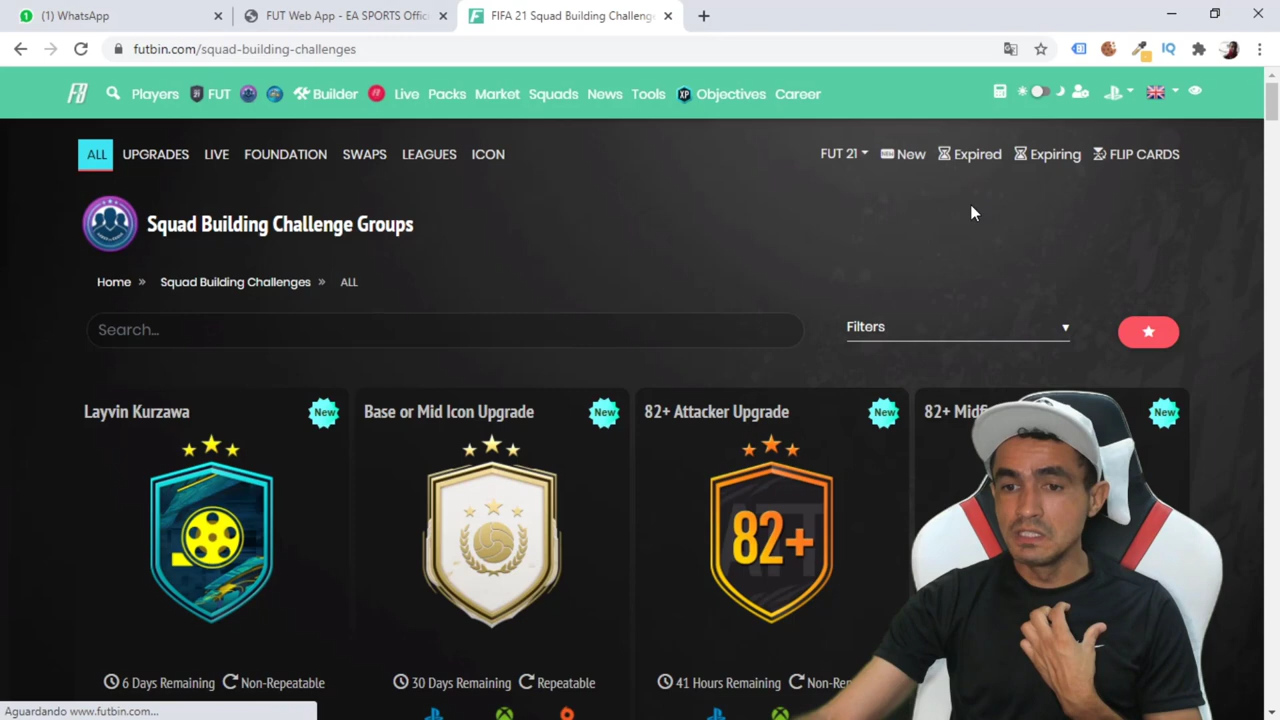 (1) WhatsApp
FUT Web App - EA SPORTS Offic
FIFA 21 Squad Building Challeng
futbin.com/squad-building-challenges
IQ
Players FUT Builder Live Packs Market Squads News Tools XP Objectives Career
ALL UPGRADES LIVE FOUNDATION SWAPS LEAGUES ICON
FUT 21 New Expired Expiring FLIP CARDS
Squad Building Challenge Groups
Home » Squad Building Challenges » ALL
Search...
Filters
Layvin Kurzawa New
Base or Mid Icon Upgrade New
82+ Attacker Upgrade New
82+ Midf New
82+
6 Days Remaining Non-Repeatable
30 Days Remaining Repeatable
41 Hours Remaining Non-Re
Aguardando www.futbin.com...